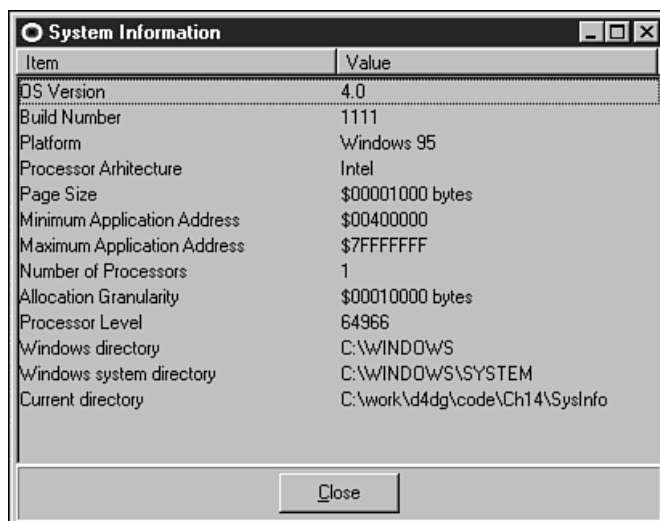 System Information
Item Value
OS Version 4.0
Build Number 1111
Platform Windows 95
Processor Arhitecture Intel
Page Size $00001000 bytes
Minimum Application Address $00400000
Maximum Application Address $7FFFFFFF
Number of Processors 1
Allocation Granularity $00010000 bytes
Processor Level 64966
Windows directory C:\WINDOWS
Windows system directory C:\WINDOWS\SYSTEM
Current directory C:\work\d4dg\code\Ch14\SysInfo
Close